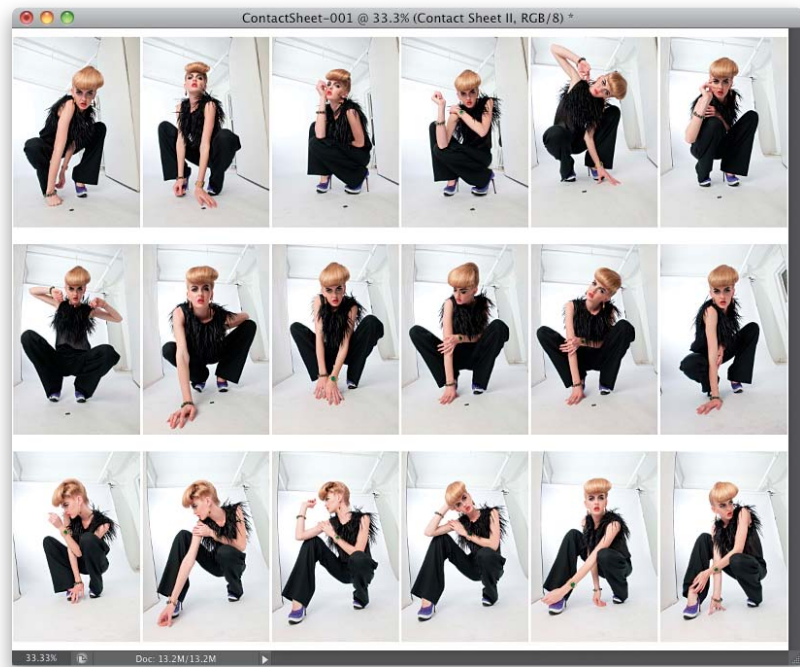 ContactSheet-001 @ 33.3% (Contact Sheet II, RGB/8) *
33.33%
Doc: 13.2M/13.2M